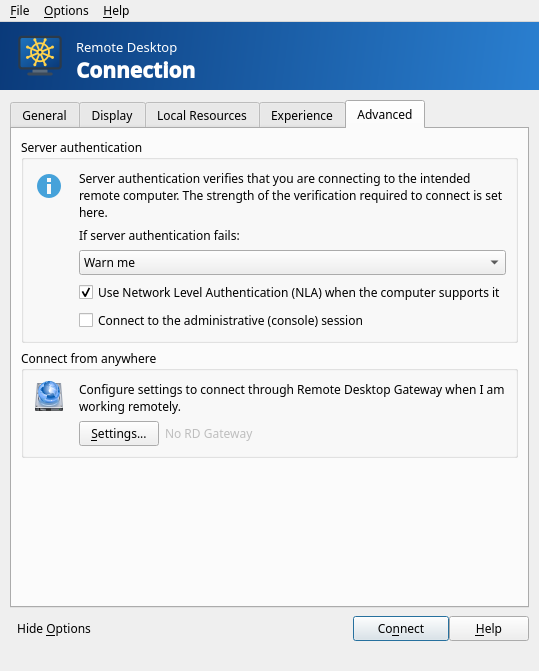 File Options Help
Remote Desktop
Connection
General Display Local Resources Experience Advanced
Server authentication
Server authentication verifies that you are connecting to the intended
remote computer. The strength of the verification required to connect is set
here.
If server authentication fails:
Warn me
Use Network Level Authentication (NLA) when the computer supports it
Connect to the administrative (console) session
Connect from anywhere
Configure settings to connect through Remote Desktop Gateway when I am
working remotely.
Settings... No RD Gateway
Hide Options Connect Help